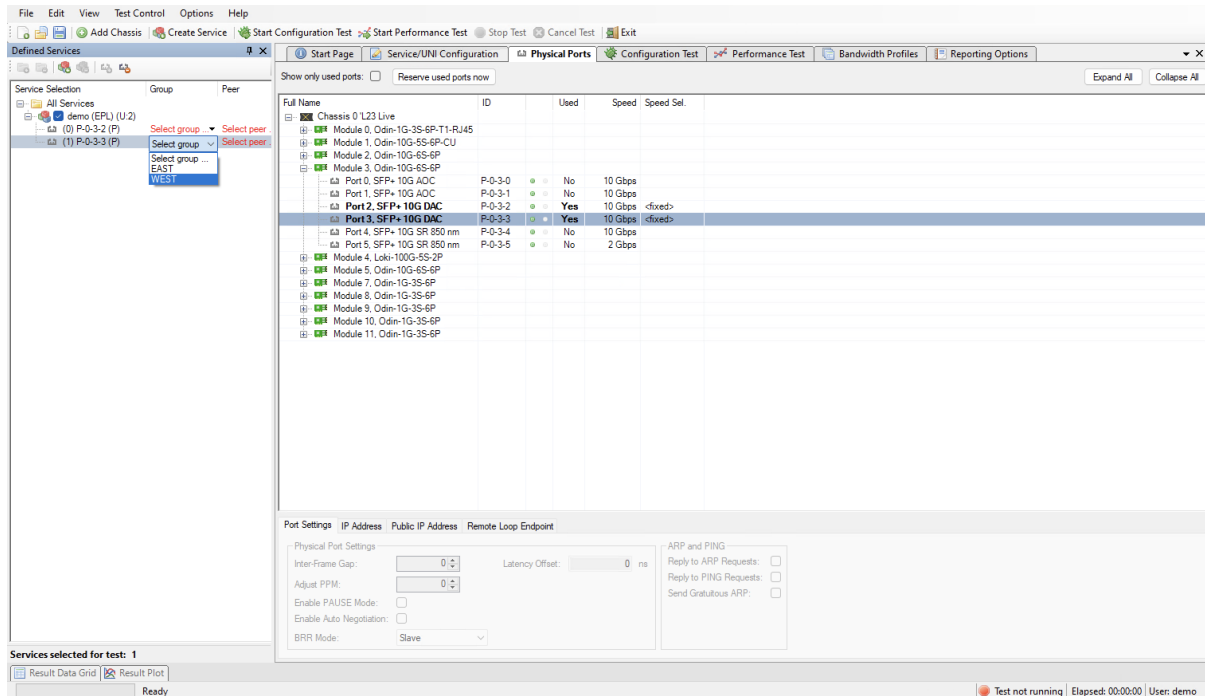 File Edit View Test Control Options Help
Add Chassis Create Service Start Configuration Test Start Performance Test Stop Test Cancel Test Exit
Defined Services
Service Selection Group Peer
All Services
demo (EPL) (U:2)
(0) P-0-3-2 (P) Select group ... Select peer
(1) P-0-3-3 (P) Select group Select peer
Select group ...
EAST
WEST
Services selected for test: 1
Start Page Service/UNI Configuration Physical Ports Configuration Test Performance Test Bandwidth Profiles Reporting Options
Show only used ports: Reserve used ports now Expand All Collapse All
Full Name ID Used Speed Speed Sel.
Chassis 0 'L23 Live
Module 0, Odin-1G-3S-6P-T1-RJ45
Module 1, Odin-10G-5S-6P-CU
Module 2, Odin-10G-6S-6P
Module 3, Odin-10G-6S-6P
Port 0, SFP+ 10G AOC P-0-3-0 No 10 Gbps
Port 1, SFP+ 10G AOC P-0-3-1 No 10 Gbps
Port 2, SFP+ 10G DAC P-0-3-2 Yes 10 Gbps <fixed>
Port 3, SFP+ 10G DAC P-0-3-3 Yes 10 Gbps <fixed>
Port 4, SFP+ 10G SR 850 nm P-0-3-4 No 10 Gbps
Port 5, SFP+ 10G SR 850 nm P-0-3-5 No 2 Gbps
Module 4, Loki-100G-5S-2P
Module 5, Odin-10G-6S-6P
Module 7, Odin-1G-3S-6P
Module 8, Odin-1G-3S-6P
Module 9, Odin-1G-3S-6P
Module 10, Odin-1G-3S-6P
Module 11, Odin-1G-3S-6P
Port Settings IP Address Public IP Address Remote Loop Endpoint
Physical Port Settings ARP and PING
Inter-Frame Gap: 0 Latency Offset: 0 ns Reply to ARP Requests:
Adjust PPM: 0 Reply to PING Requests:
Enable PAUSE Mode: Send Gratuitous ARP:
Enable Auto Negotiation:
BRR Mode: Slave
Result Data Grid Result Plot
Ready Test not running Elapsed: 00:00:00 User: demo